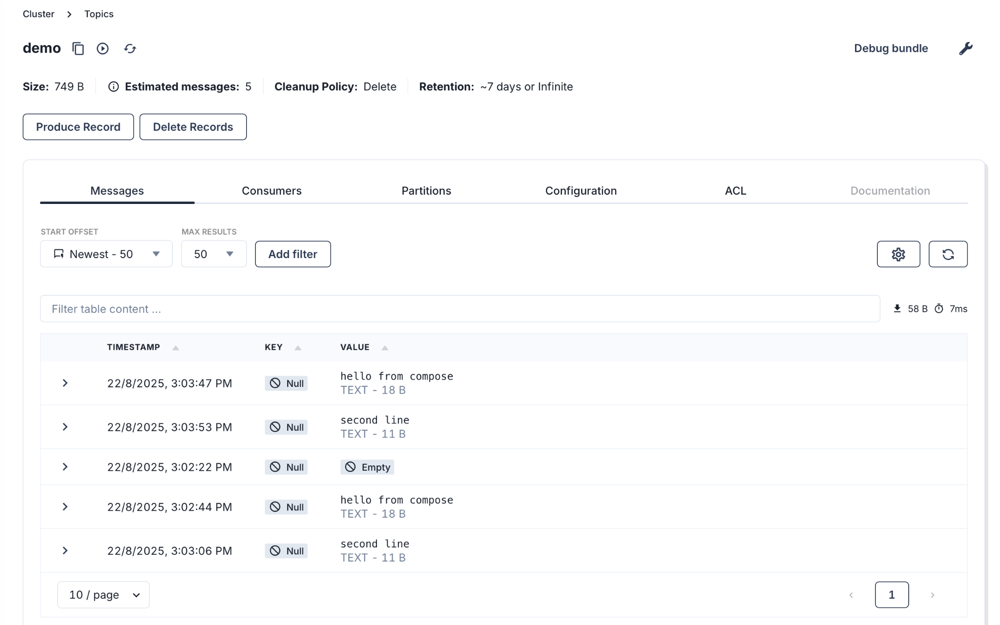 Cluster > Topics
demo
Debug bundle
Size: 749 B Estimated messages: 5 Cleanup Policy: Delete Retention: ~7 days or Infinite
Produce Record Delete Records
Messages Consumers Partitions Configuration ACL Documentation
START OFFSET MAX RESULTS
Newest - 50 50 Add filter
Filter table content ... 58 B 7ms
TIMESTAMP KEY VALUE
22/8/2025, 3:03:47 PM Null hello from compose
TEXT - 18 B
22/8/2025, 3:03:53 PM Null second line
TEXT - 11 B
22/8/2025, 3:02:22 PM Null Empty
22/8/2025, 3:02:44 PM Null hello from compose
TEXT - 18 B
22/8/2025, 3:03:06 PM Null second line
TEXT - 11 B
10 / page 1